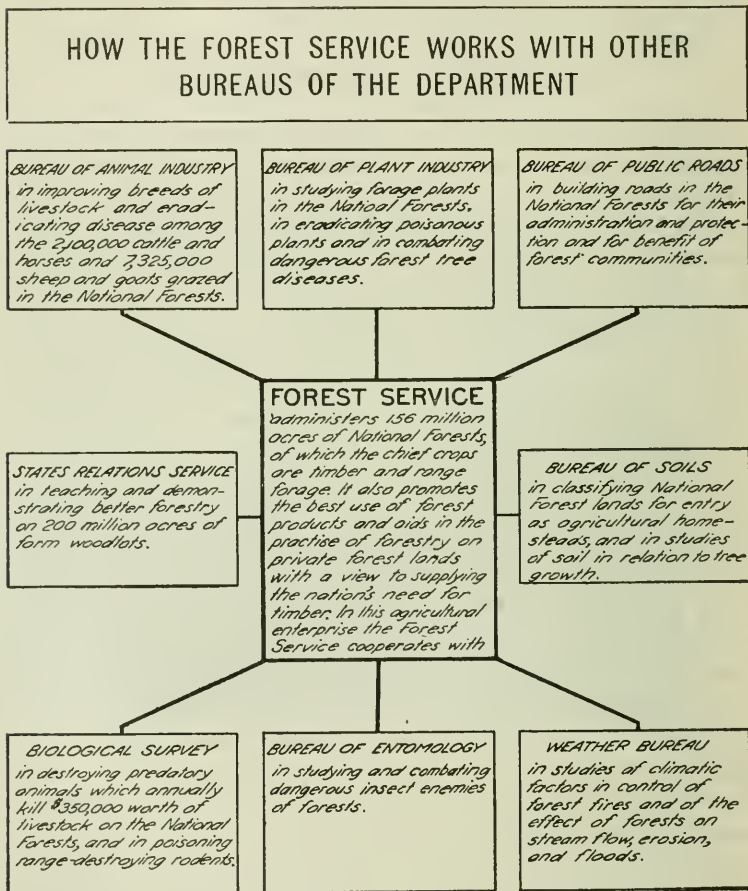 HOW THE FOREST SERVICE WORKS WITH OTHER
BUREAUS OF THE DEPARTMENT
BUREAU OF ANIMAL INDUSTRY
in improving breeds of
livestock and erad-
icating disease among
the 2,100,000 cattle and
horses and 7,325,000
sheep and goats grazed
in the National Forests.
BUREAU OF PLANT INDUSTRY
in studying forage plants
in the Natioal Forests,
in eradicating poisonous
plants and in combating
dangerous forest tree
diseases.
BUREAU OF PUBLIC ROADS
in building roads in the
National Forests for their
administration and protec-
tion and for benefit of
forest communities.
STATES RELATIONS SERVICE
in teaching and demon-
strating better forestry
on 200 million acres of
farm woodlots.
FOREST SERVICE
administers 156 million
acres of National Forests,
of which the chief crops
are timber and range
forage. It also promotes
the best use of forest
products and aids in the
practise of forestry on
private forest lands
with a view to supplying
the nation's need for
timber. In this agricultural
enterprise the Forest
Service cooperates with
BUREAU OF SOILS
in classifying National
Forest lands for entry
as agricultural home-
steads, and in studies
of soil in relation to tree
growth.
BIOLOGICAL SURVEY
in destroying predatory
animals which annually
kill $350,000 worth of
livestock on the National
Forests, and in poisoning
range-destroying rodents.
BUREAU OF ENTOMOLOGY
in studying and combating
dangerous insect enemies
of forests.
WEATHER BUREAU
in studies of climatic
factors in control of
forest fires and of the
effect of forests on
stream flow, erosion,
and floods.